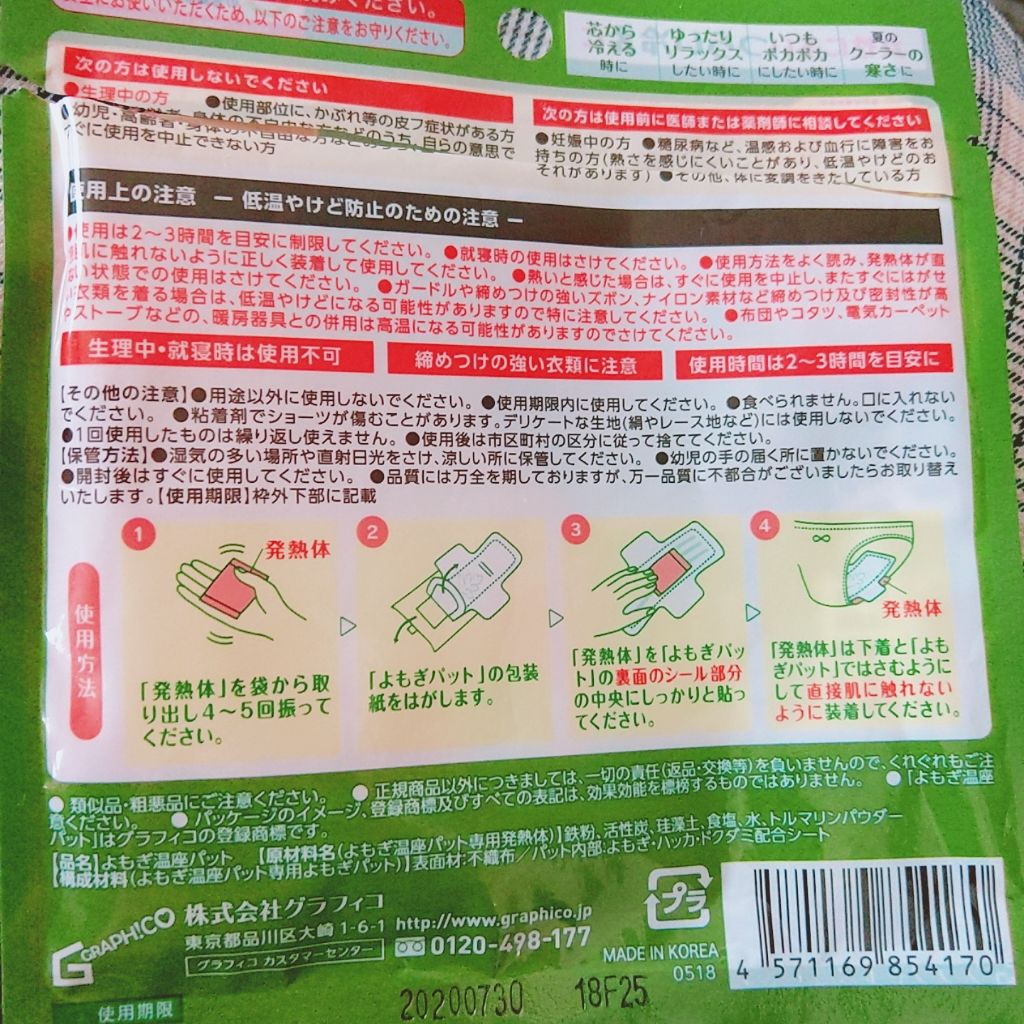 みください。
安全にお使いいただくため、以下のご注意をお守りください。
芯から
冷える
時に
ゆったり
リラックス
したい時に
いつも
ポカポカ
にしたい時に
夏の
クーラーの
寒さに
次の方は使用しないでください
●生理中の方 ●使用部位に、かぶれ等の皮フ症状がある方
●幼児・高齢者・身体の不自由な方などのうち、自らの意思で
すぐに使用を中止できない方
次の方は使用前に医師または薬剤師に相談してください
●妊娠中の方 ●糖尿病など、温感および血行に障害をお
持ちの方(熱さを感じにくいことがあり、低温やけどのお
それがあります) ●その他、体に変調をきたしている方
使用上の注意 ー 低温やけど防止のための注意 ー
●使用は2〜3時間を目安に制限してください。 ●就寝時の使用はさけてください。 ●使用方法をよく読み、発熱体が直
接肌に触れないように正しく装着して使用してください。 ●熱いと感じた場合は、すぐに使用を中止し、またすぐにはがせ
ない状態での使用はさけてください。 ●ガードルや締めつけの強いズボン、ナイロン素材など締めつけ及び密封性が高
い衣類を着る場合は、低温やけどになる可能性がありますので特に注意してください。 ●布団やコタツ、電気カーペット
やストーブなどの、暖房器具との併用は高温になる可能性がありますのでさけてください。
生理中・就寝時は使用不可
締めつけの強い衣類に注意
使用時間は2〜3時間を目安に
【その他の注意】●用途以外に使用しないでください。 ●使用期限内に使用してください。 ●食べられません。口に入れない
でください。 ●粘着剤でショーツが傷むことがあります。デリケートな生地(絹やレース地など)には使用しないでください。
●1回使用したものは繰り返し使えません。 ●使用後は市区町村の区分に従って捨ててください。
【保管方法】●湿気の多い場所や直射日光をさけ、涼しい所に保管してください。 ●幼児の手の届く所に置かないでください。
●開封後はすぐに使用してください。 ●品質には万全を期しておりますが、万一品質に不都合がございましたらお取り替え
いたします。【使用期限】枠外下部に記載
使用方法
1
発熱体
「発熱体」を袋から取
り出し4〜5回振って
ください。
2
「よもぎパット」の包装
紙をはがします。
3
「発熱体」を「よもぎパッ
ト」の裏面のシール部分
の中央にしっかりと貼っ
てください。
4
発熱体
「発熱体」は下着と「よも
ぎパット」ではさむように
して直接肌に触れない
ように装着してください。
●類似品・粗悪品にご注意ください。 ●正規商品以外につきましては、一切の責任(返品・交換等)を負いませんので、くれぐれもご注
意ください。 ●パッケージのイメージ、登録商標及びすべての表記は、効果効能を標榜するものではありません。 ●「よもぎ温座
パット」はグラフィコの登録商標です。
【品名】よもぎ温座パット 【原材料名(よもぎ温座パット専用発熱体)】鉄粉、活性炭、珪藻土、食塩、水、トルマリンパウダー
【構成材料(よもぎ温座パット専用よもぎパット)】表面材:不織布/パット内部:よもぎ・ハッカ・ドクダミ配合シート
GRAPHICO
株式会社グラフィコ
東京都品川区大崎1-6-1 http://www.graphico.jp
グラフィコ カスタマーセンター 0120-498-177
プラ
MADE IN KOREA
0518
4 571169 854170
使用期限
20200730 18F25